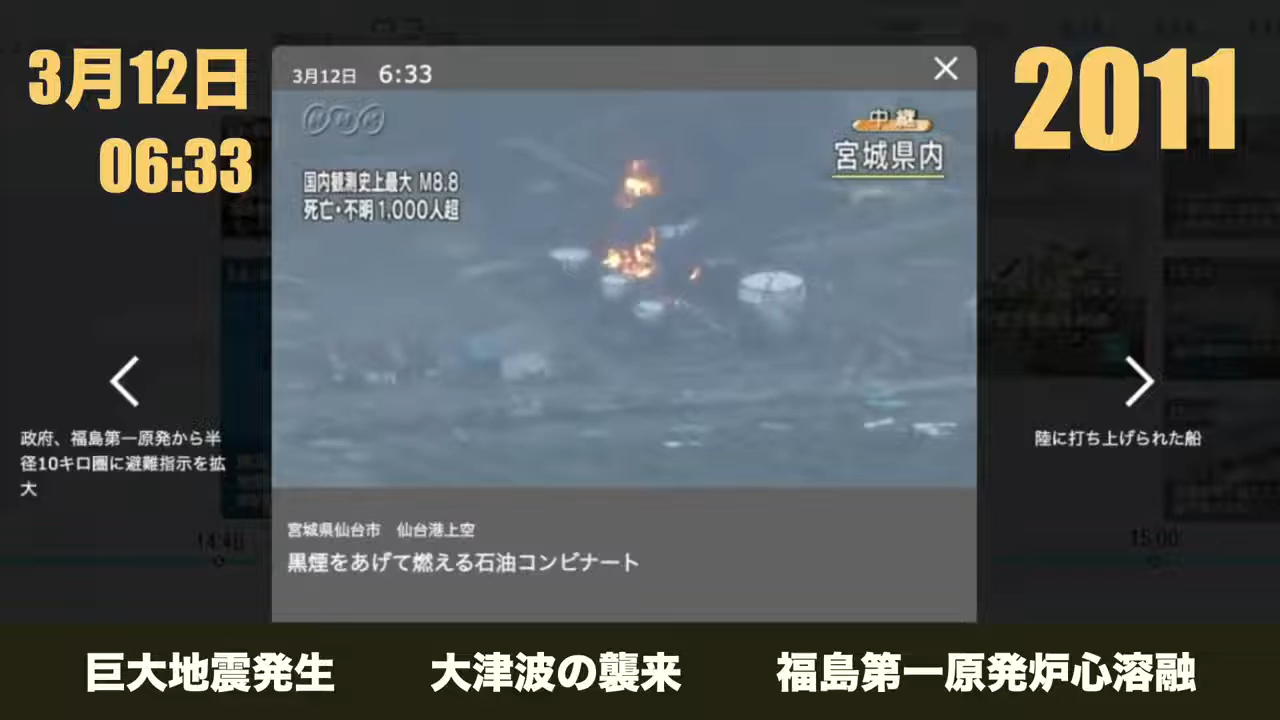 3月12日
06:33
2011
3月12日 6:33
NHK
中継
宮城県内
国内観測史上最大 M8.8
死亡・不明1,000人超
政府、福島第一原発から半
径10キロ圏に避難指示を拡
大
陸に打ち上げられた船
宮城県仙台市 仙台港上空
黒煙をあげて燃える石油コンビナート
14:46
15:00
巨大地震発生 大津波の襲来 福島第一原発炉心溶融